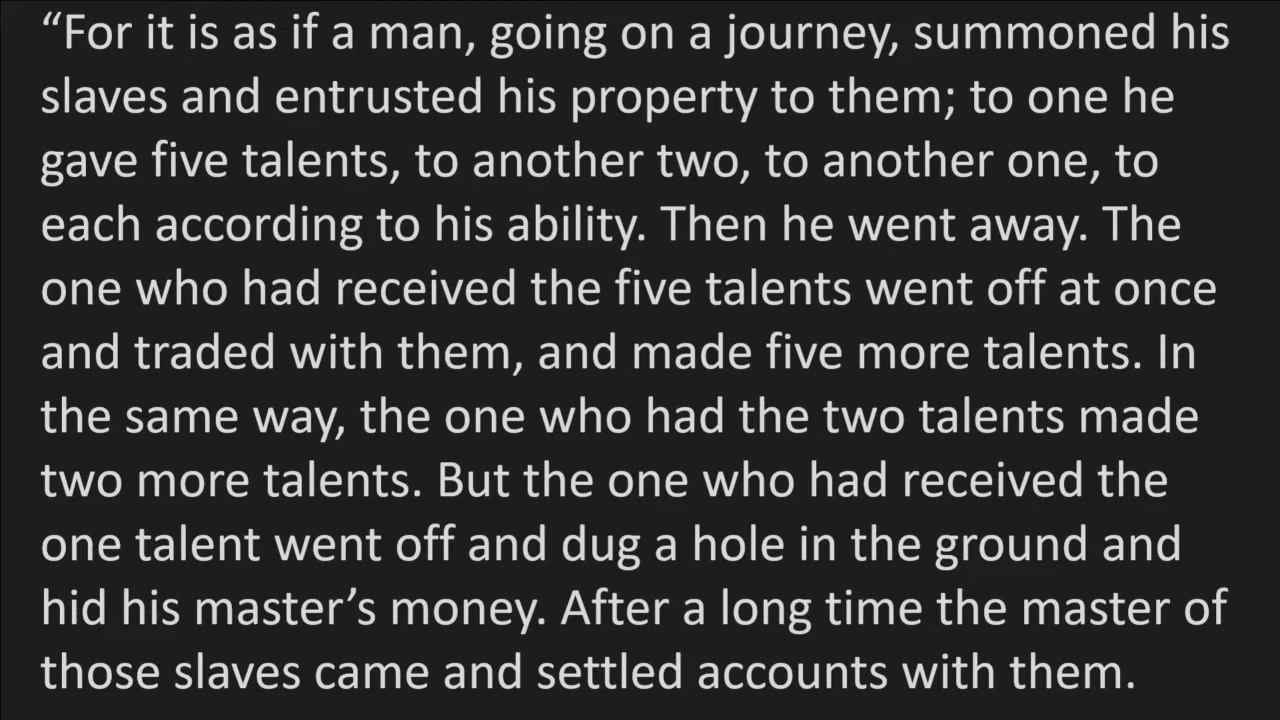 “For it is as if a man, going on a journey, summoned his
slaves and entrusted his property to them; to one he
gave five talents, to another two, to another one, to
each according to his ability. Then he went away. The
one who had received the five talents went off at once
and traded with them, and made five more talents. In
the same way, the one who had the two talents made
two more talents. But the one who had received the
one talent went off and dug a hole in the ground and
hid his master’s money. After a long time the master of
those slaves came and settled accounts with them.